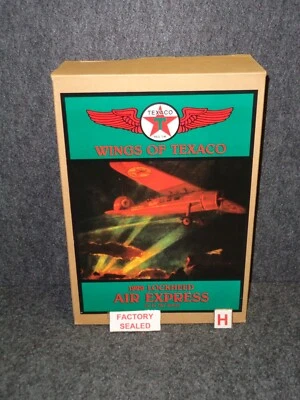 TEXACO
WINGS OF TEXACO
1929 LOCKHEED
AIR EXPRESS
FACTORY
SEALED
H